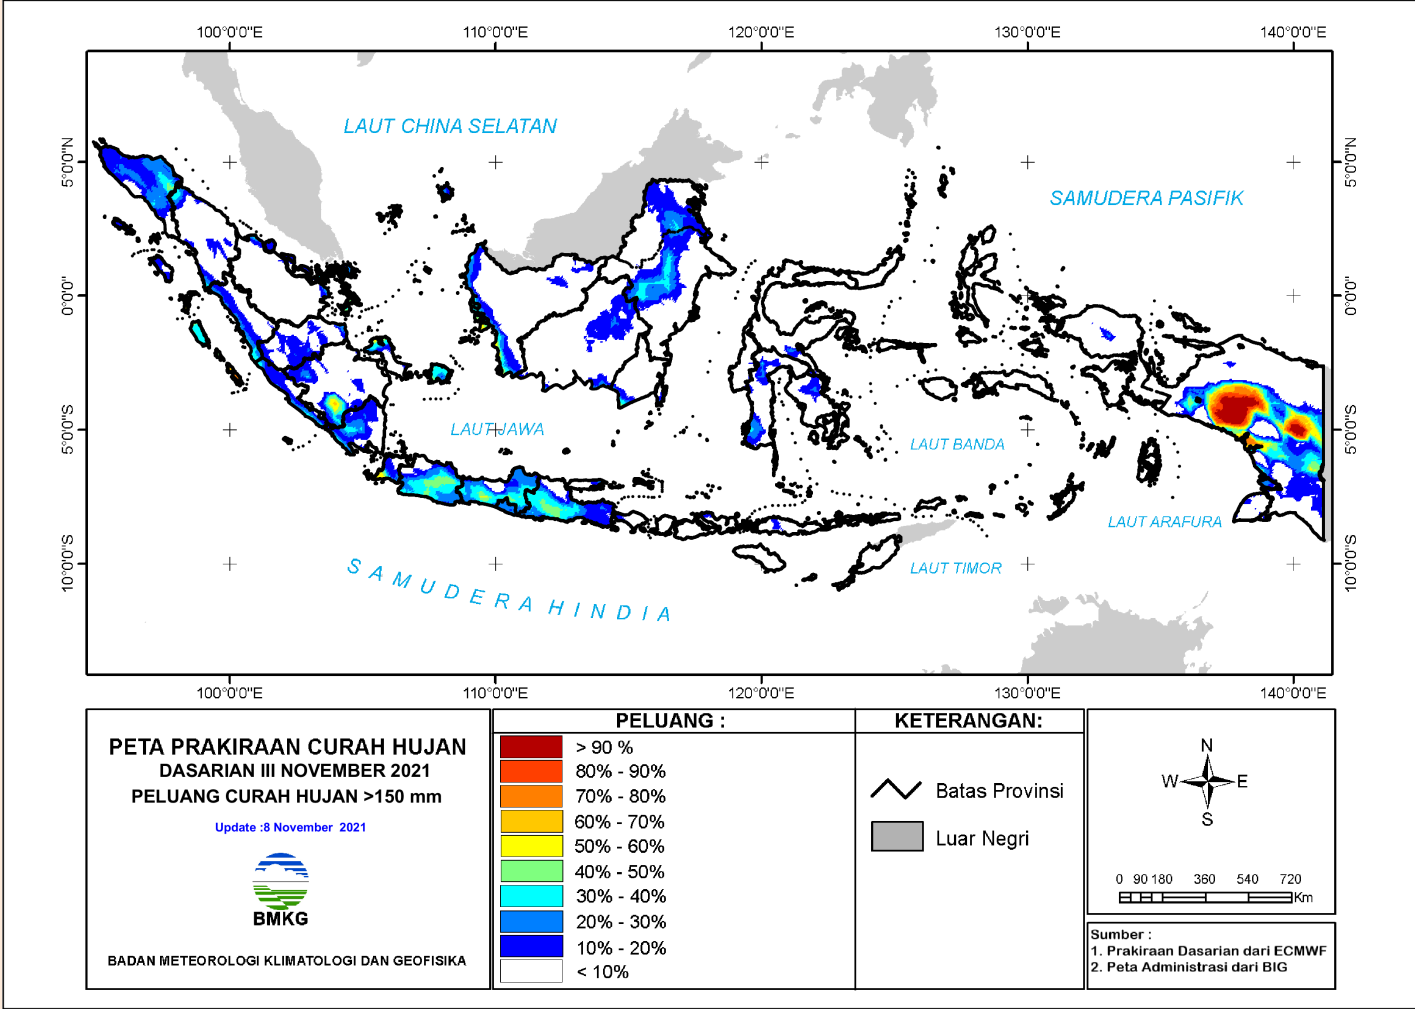 100°0'0"E 110°0'0"E 120°0'0"E 130°0'0"E 140°0'0"E
LAUT CHINA SELATAN
SAMUDERA PASIFIK
5°0'0"N 5°0'0"N
0°0'0" 0°0'0"
LAUT JAWA
LAUT BANDA
5°0'0"S 5°0'0"S
LAUT ARAFURA
LAUT TIMOR
10°0'0"S 10°0'0"S
SAMUDERA HINDIA
100°0'0"E 110°0'0"E 120°0'0"E 130°0'0"E 140°0'0"E
PETA PRAKIRAAN CURAH HUJAN
DASARIAN III NOVEMBER 2021
PELUANG CURAH HUJAN >150 mm
Update :8 November 2021
BMKG
BADAN METEOROLOGI KLIMATOLOGI DAN GEOFISIKA
PELUANG :
> 90 %
80% - 90%
70% - 80%
60% - 70%
50% - 60%
40% - 50%
30% - 40%
20% - 30%
10% - 20%
< 10%
KETERANGAN:
Batas Provinsi
Luar Negri
N
W E
S
0 90 180 360 540 720
Km
Sumber :
1. Prakiraan Dasarian dari ECMWF
2. Peta Administrasi dari BIG